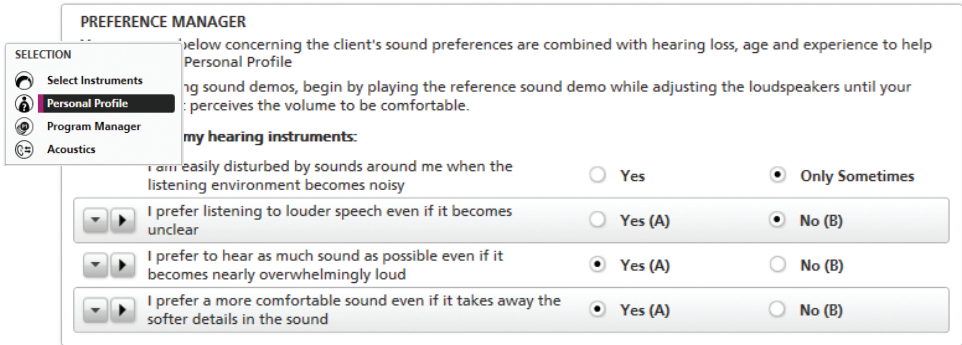 PREFERENCE MANAGER
below concerning the client's sound preferences are combined with hearing loss, age and experience to help
Personal Profile
ng sound demos, begin by playing the reference sound demo while adjusting the loudspeakers until your
t perceives the volume to be comfortable.
my hearing instruments:
SELECTION
Select Instruments
Personal Profile
Program Manager
Acoustics
I am easily disturbed by sounds around me when the
listening environment becomes noisy
Yes
Only Sometimes
I prefer listening to louder speech even if it becomes
unclear
Yes (A)
No (B)
I prefer to hear as much sound as possible even if it
becomes nearly overwhelmingly loud
Yes (A)
No (B)
I prefer a more comfortable sound even if it takes away the
softer details in the sound
Yes (A)
No (B)